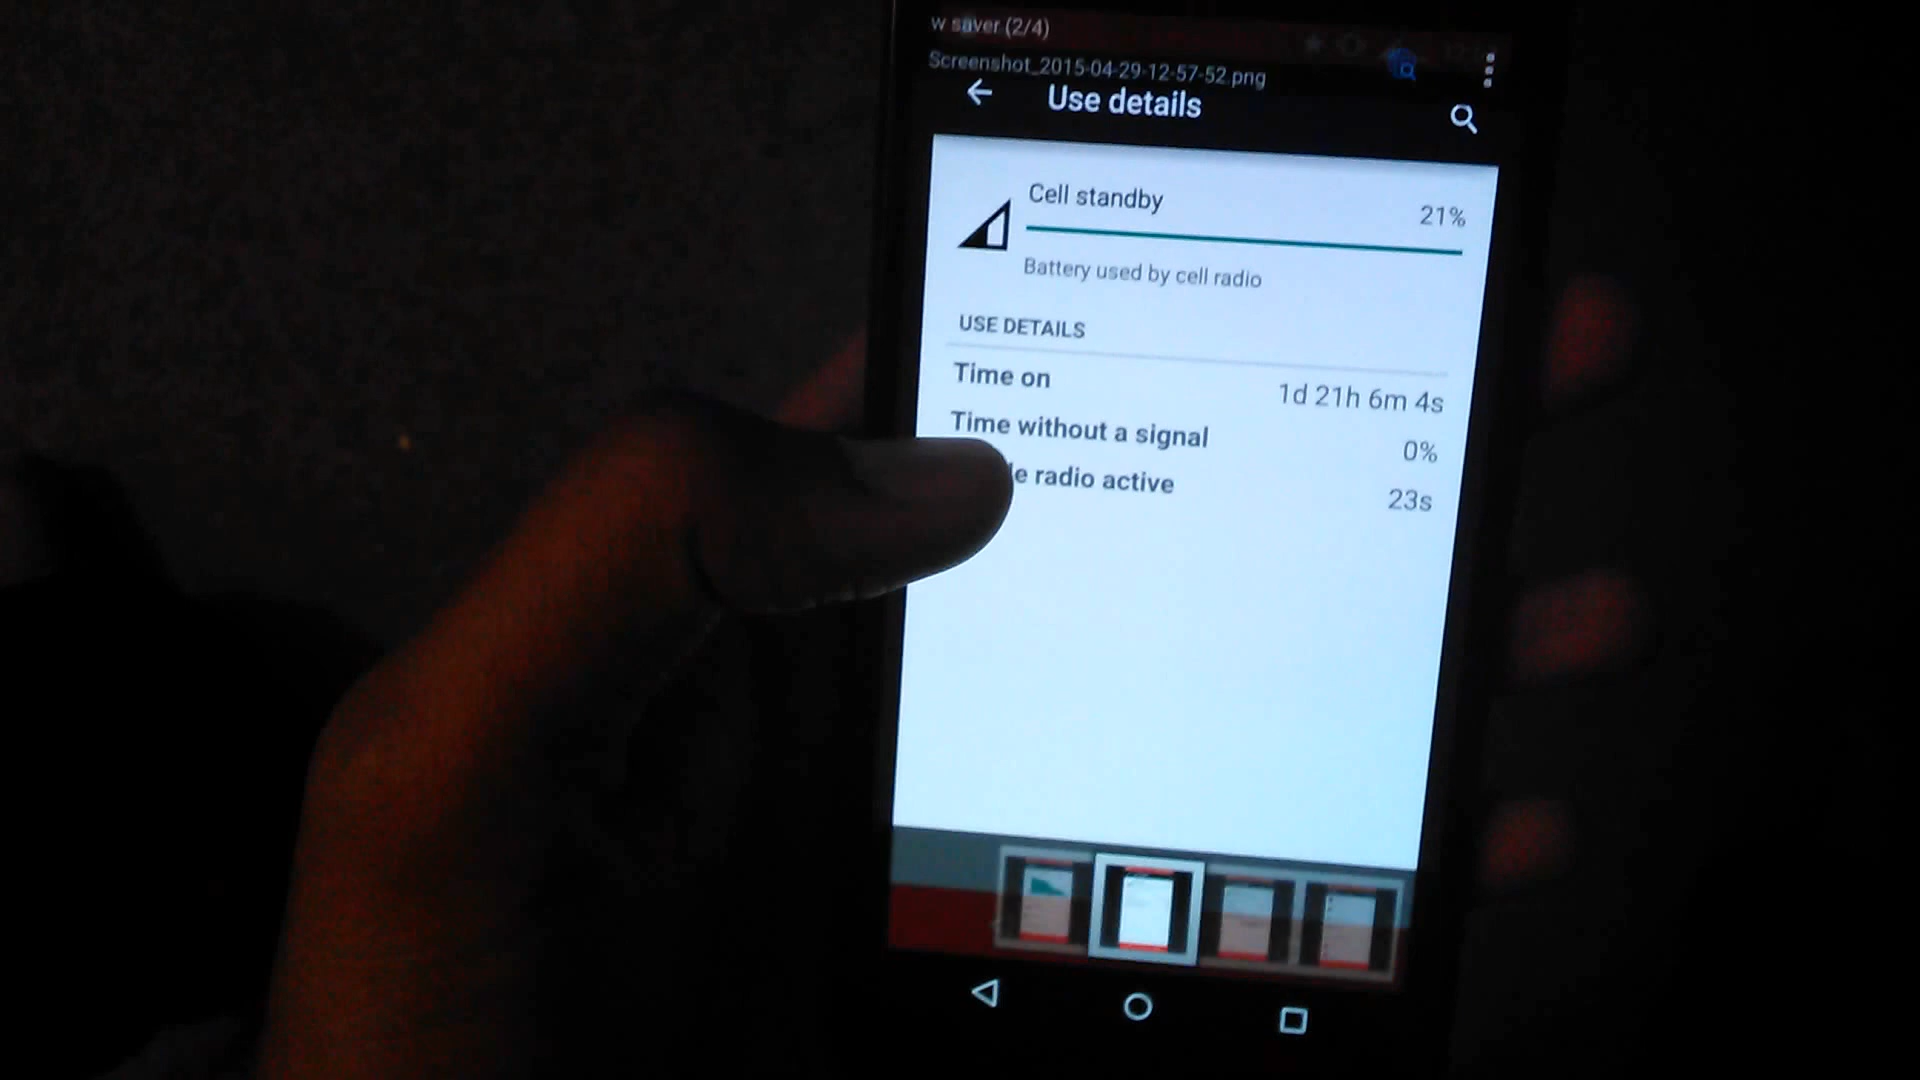 w saver (2/4)
Screenshot_2015-04-29-12-57-52.png
Use details
Cell standby 21%
Battery used by cell radio
USE DETAILS
Time on 1d 21h 6m 4s
Time without a signal 0%
radio active 23s